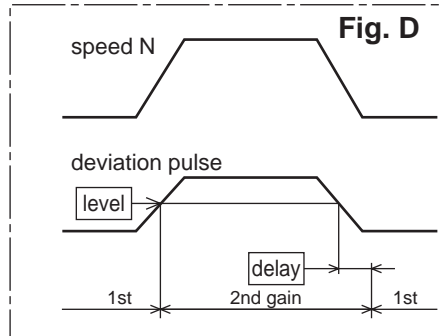 Fig. D
speed N
deviation pulse
level
delay
1st 2nd gain 1st